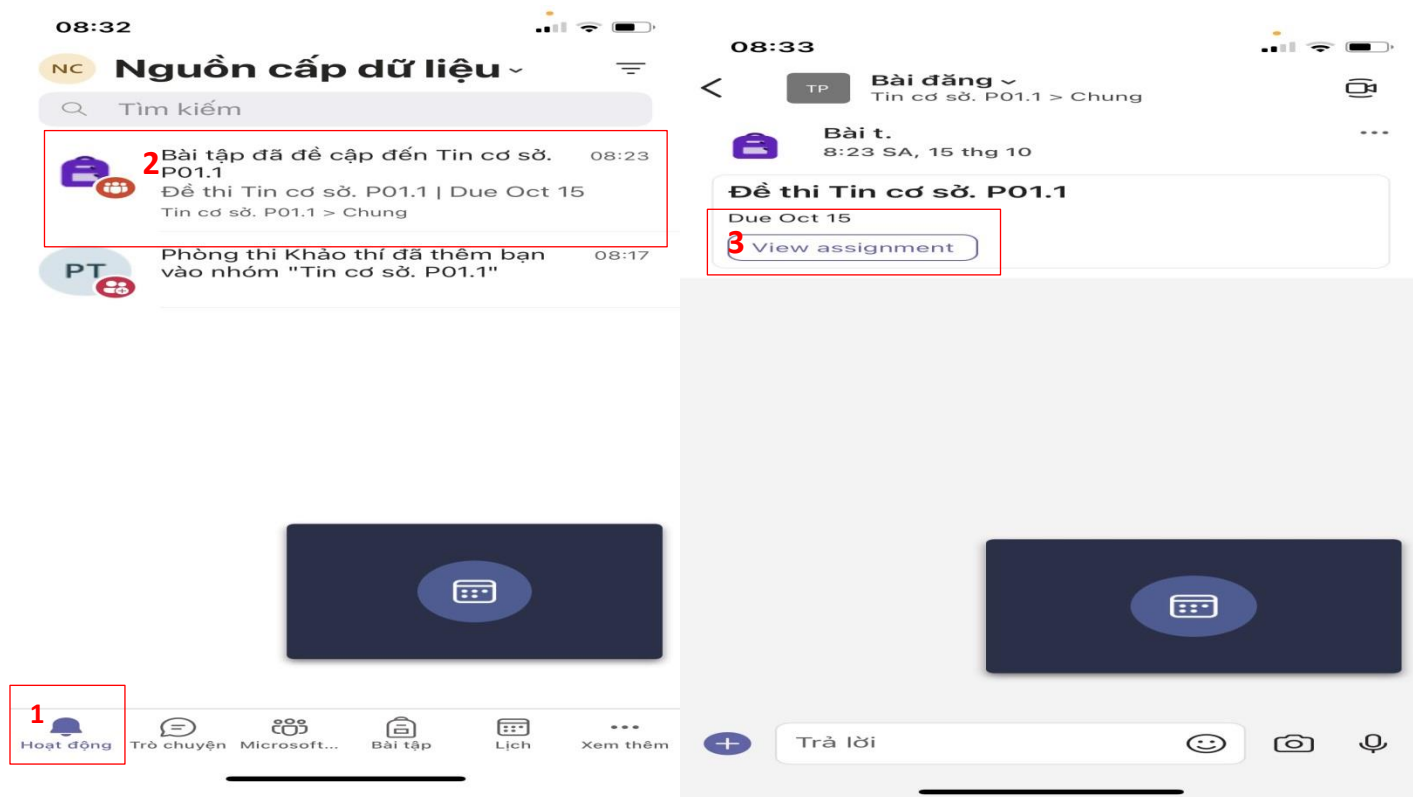 08:32
NC Nguồn cấp dữ liệu
Tìm kiếm
2
Bài tập đã đề cập đến Tin cơ sở. 08:23
P01.1
Đề thi Tin cơ sở. P01.1 | Due Oct 15
Tin cơ sở. P01.1 > Chung
PT
Phòng thi Khảo thí đã thêm bạn 08:17
vào nhóm "Tin cơ sở. P01.1"
1
Hoạt động Trò chuyện Microsoft... Bài tập Lịch Xem thêm
08:33
TP
Bài đăng
Tin cơ sở. P01.1 > Chung
Bài t.
8:23 SA, 15 thg 10
Đề thi Tin cơ sở. P01.1
Due Oct 15
3 View assignment
Trả lời